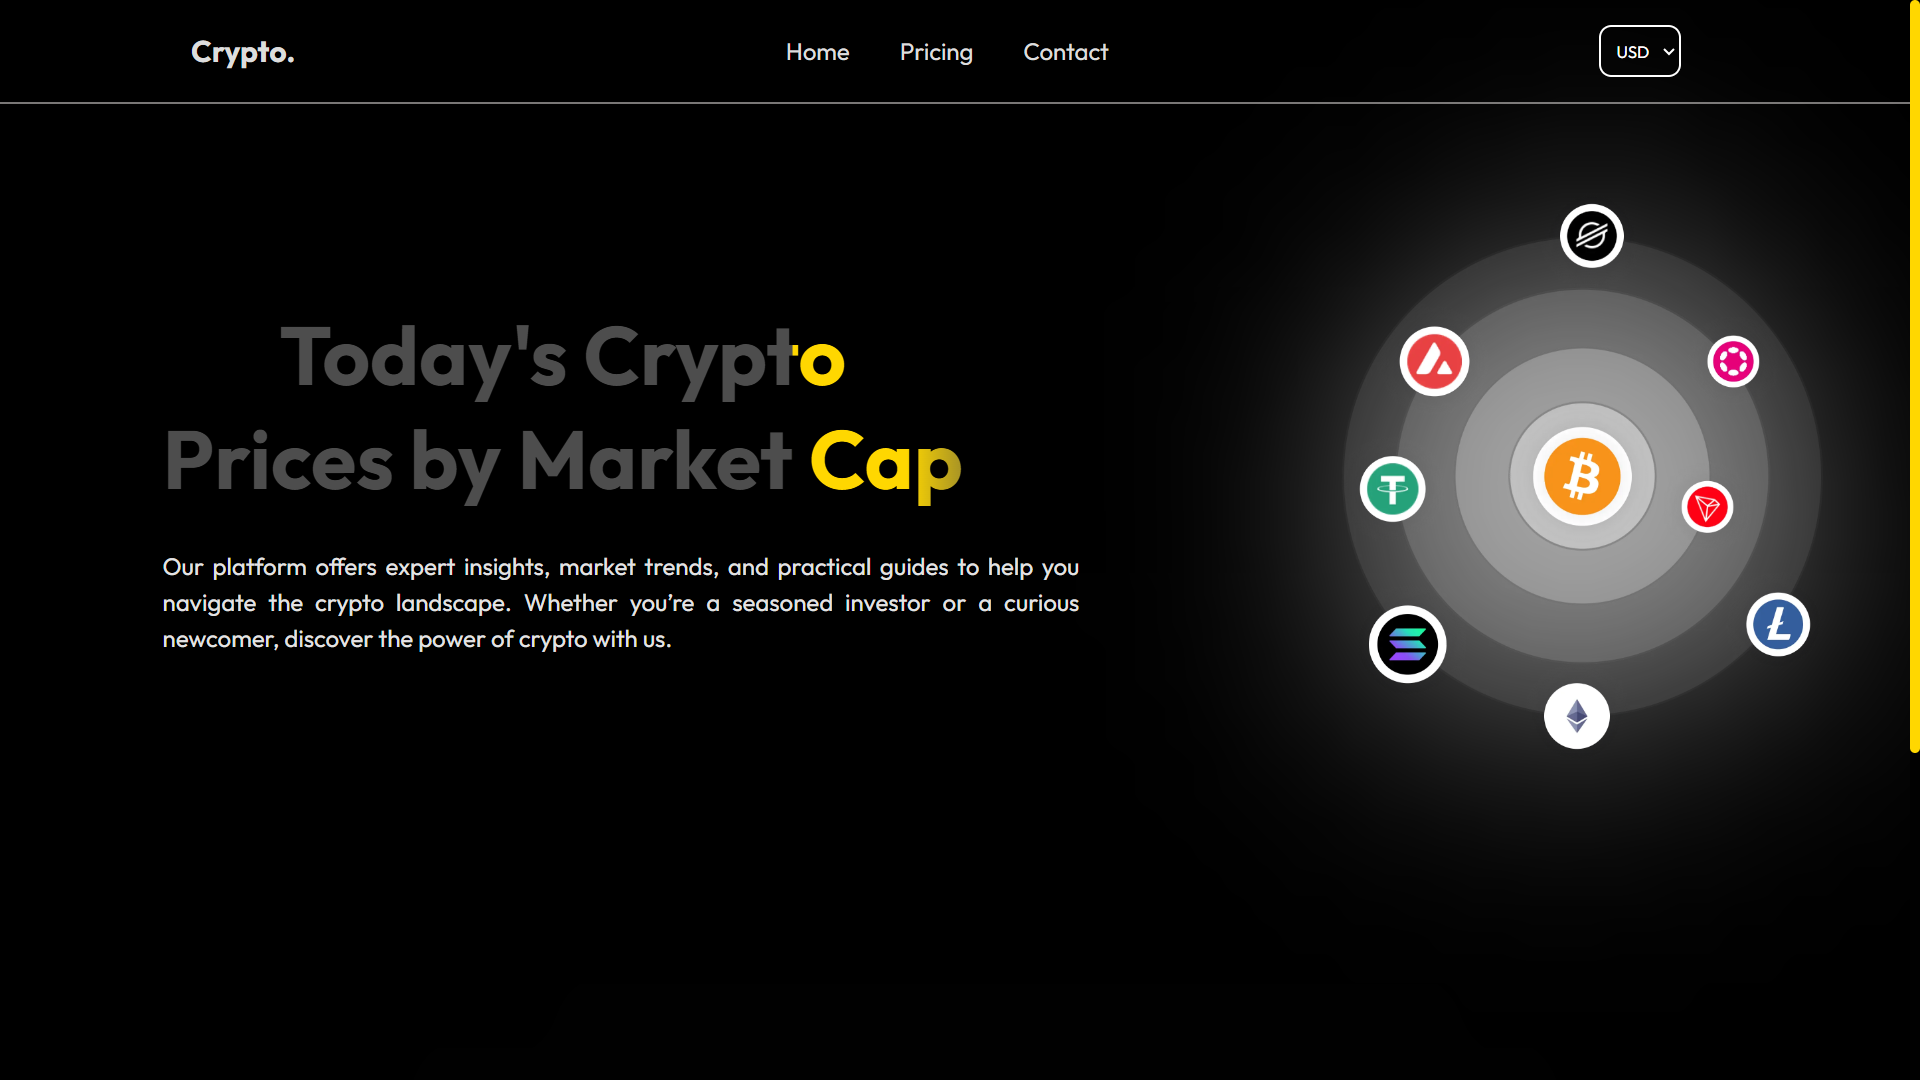 Crypto.
Home Pricing Contact
USD
Today's Crypto
Prices by Market Cap
Our platform offers expert insights, market trends, and practical guides to help you
navigate the crypto landscape. Whether you’re a seasoned investor or a curious
newcomer, discover the power of crypto with us.